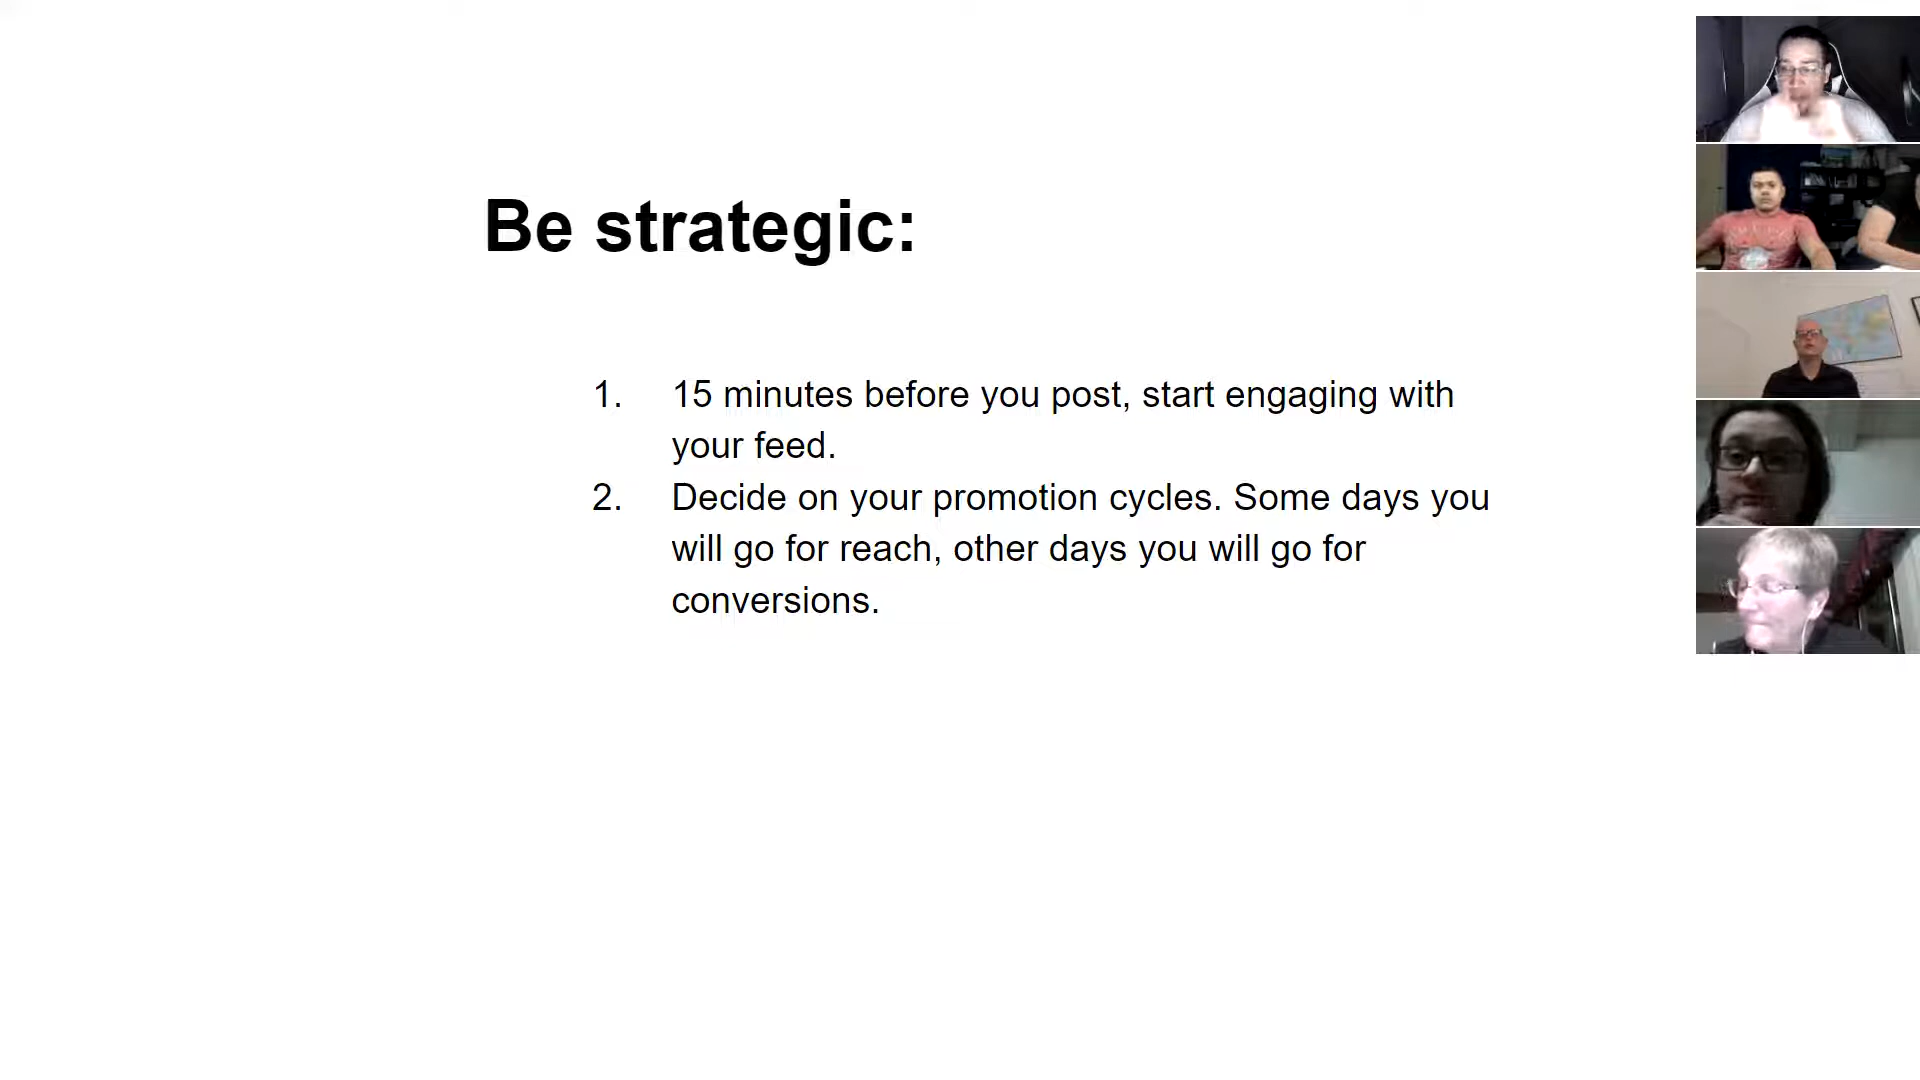 Be strategic:
1. 15 minutes before you post, start engaging with
your feed.
2. Decide on your promotion cycles. Some days you
will go for reach, other days you will go for
conversions.